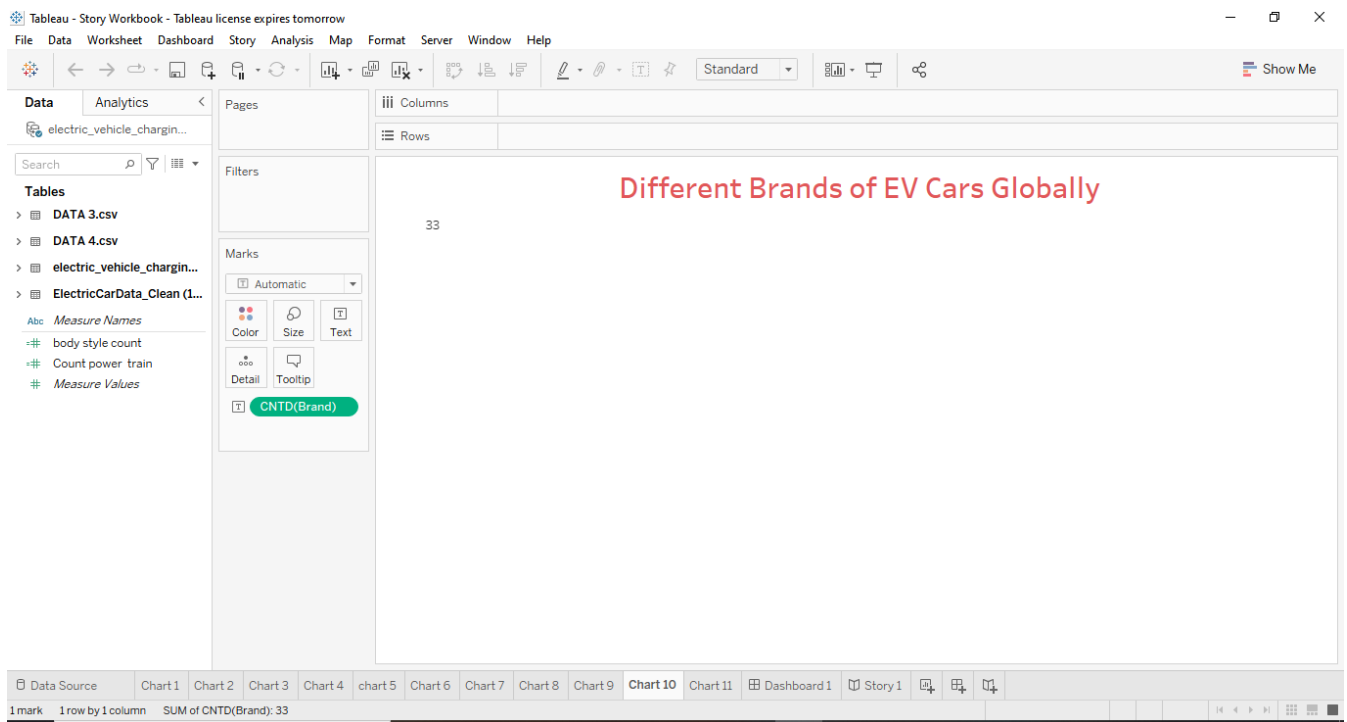 Tableau - Story Workbook - Tableau license expires tomorrow
File Data Worksheet Dashboard Story Analysis Map Format Server Window Help
Standard
Show Me
Data Analytics
electric_vehicle_chargin...
Search
Tables
DATA 3.csv
DATA 4.csv
electric_vehicle_chargin...
ElectricCarData_Clean (1...
Abc Measure Names
=# body style count
=# Count power train
# Measure Values
Pages
Filters
Marks
T Automatic
Color Size Text
Detail Tooltip
T CNTD(Brand)
Columns
Rows
Different Brands of EV Cars Globally
33
Data Source Chart 1 Chart 2 Chart 3 Chart 4 chart 5 Chart 6 Chart 7 Chart 8 Chart 9 Chart 10 Chart 11 Dashboard 1 Story 1
1 mark 1 row by 1 column SUM of CNTD(Brand): 33